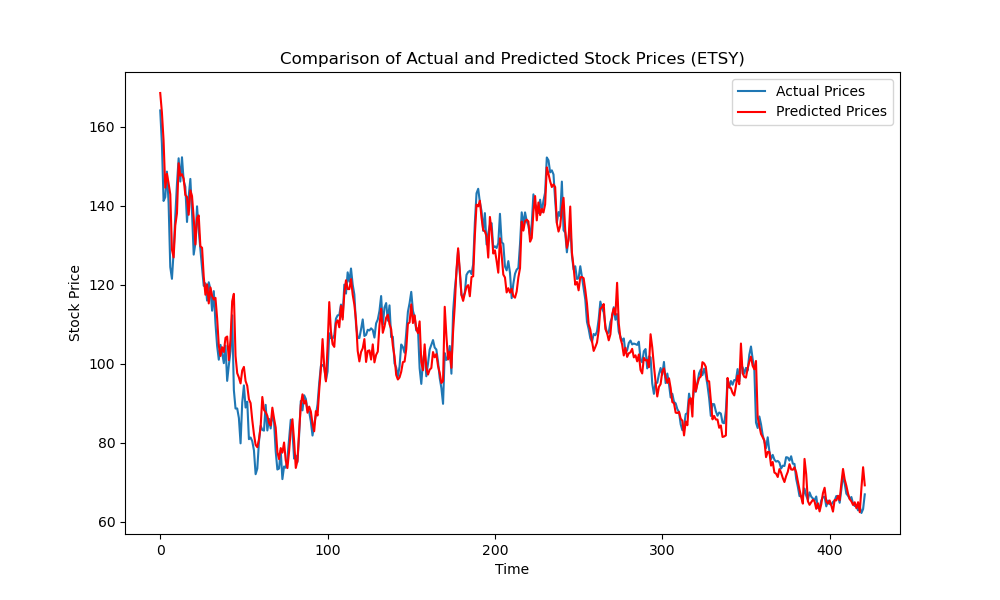 Comparison of Actual and Predicted Stock Prices (ETSY)
Actual Prices
Predicted Prices
160
140
120
100
80
60
Stock Price
0 100 200 300 400
Time